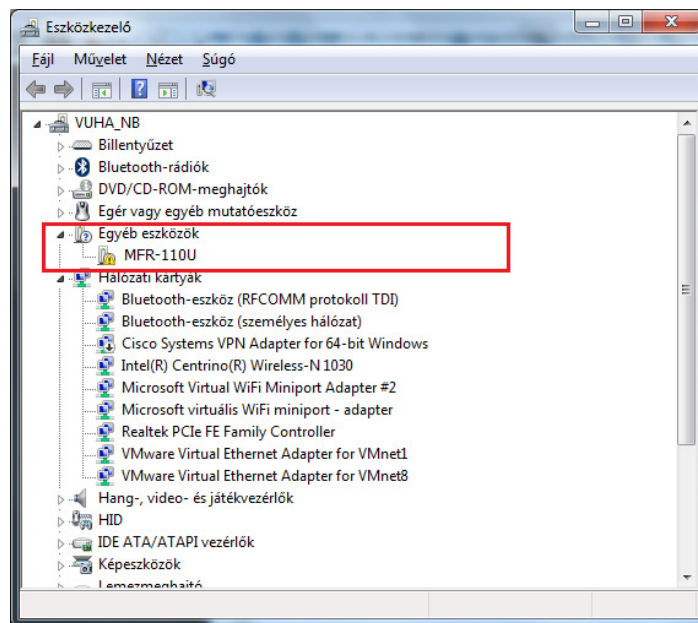 Eszközkezelő
Fájl Művelet Nézet Súgó
VUHA_NB
Billentyűzet
Bluetooth-rádiók
DVD/CD-ROM-meghajtók
Egér vagy egyéb mutatóeszköz
Egyéb eszközök
MFR-110U
Hálózati kártyák
Bluetooth-eszköz (RFCOMM protokoll TDI)
Bluetooth-eszköz (személyes hálózat)
Cisco Systems VPN Adapter for 64-bit Windows
Intel(R) Centrino(R) Wireless-N 1030
Microsoft Virtual WiFi Miniport Adapter #2
Microsoft virtuális WiFi miniport - adapter
Realtek PCIe FE Family Controller
VMware Virtual Ethernet Adapter for VMnet1
VMware Virtual Ethernet Adapter for VMnet8
Hang-, video- és játékvezérlők
HID
IDE ATA/ATAPI vezérlők
Képeszközök
Lemezmeghajtó